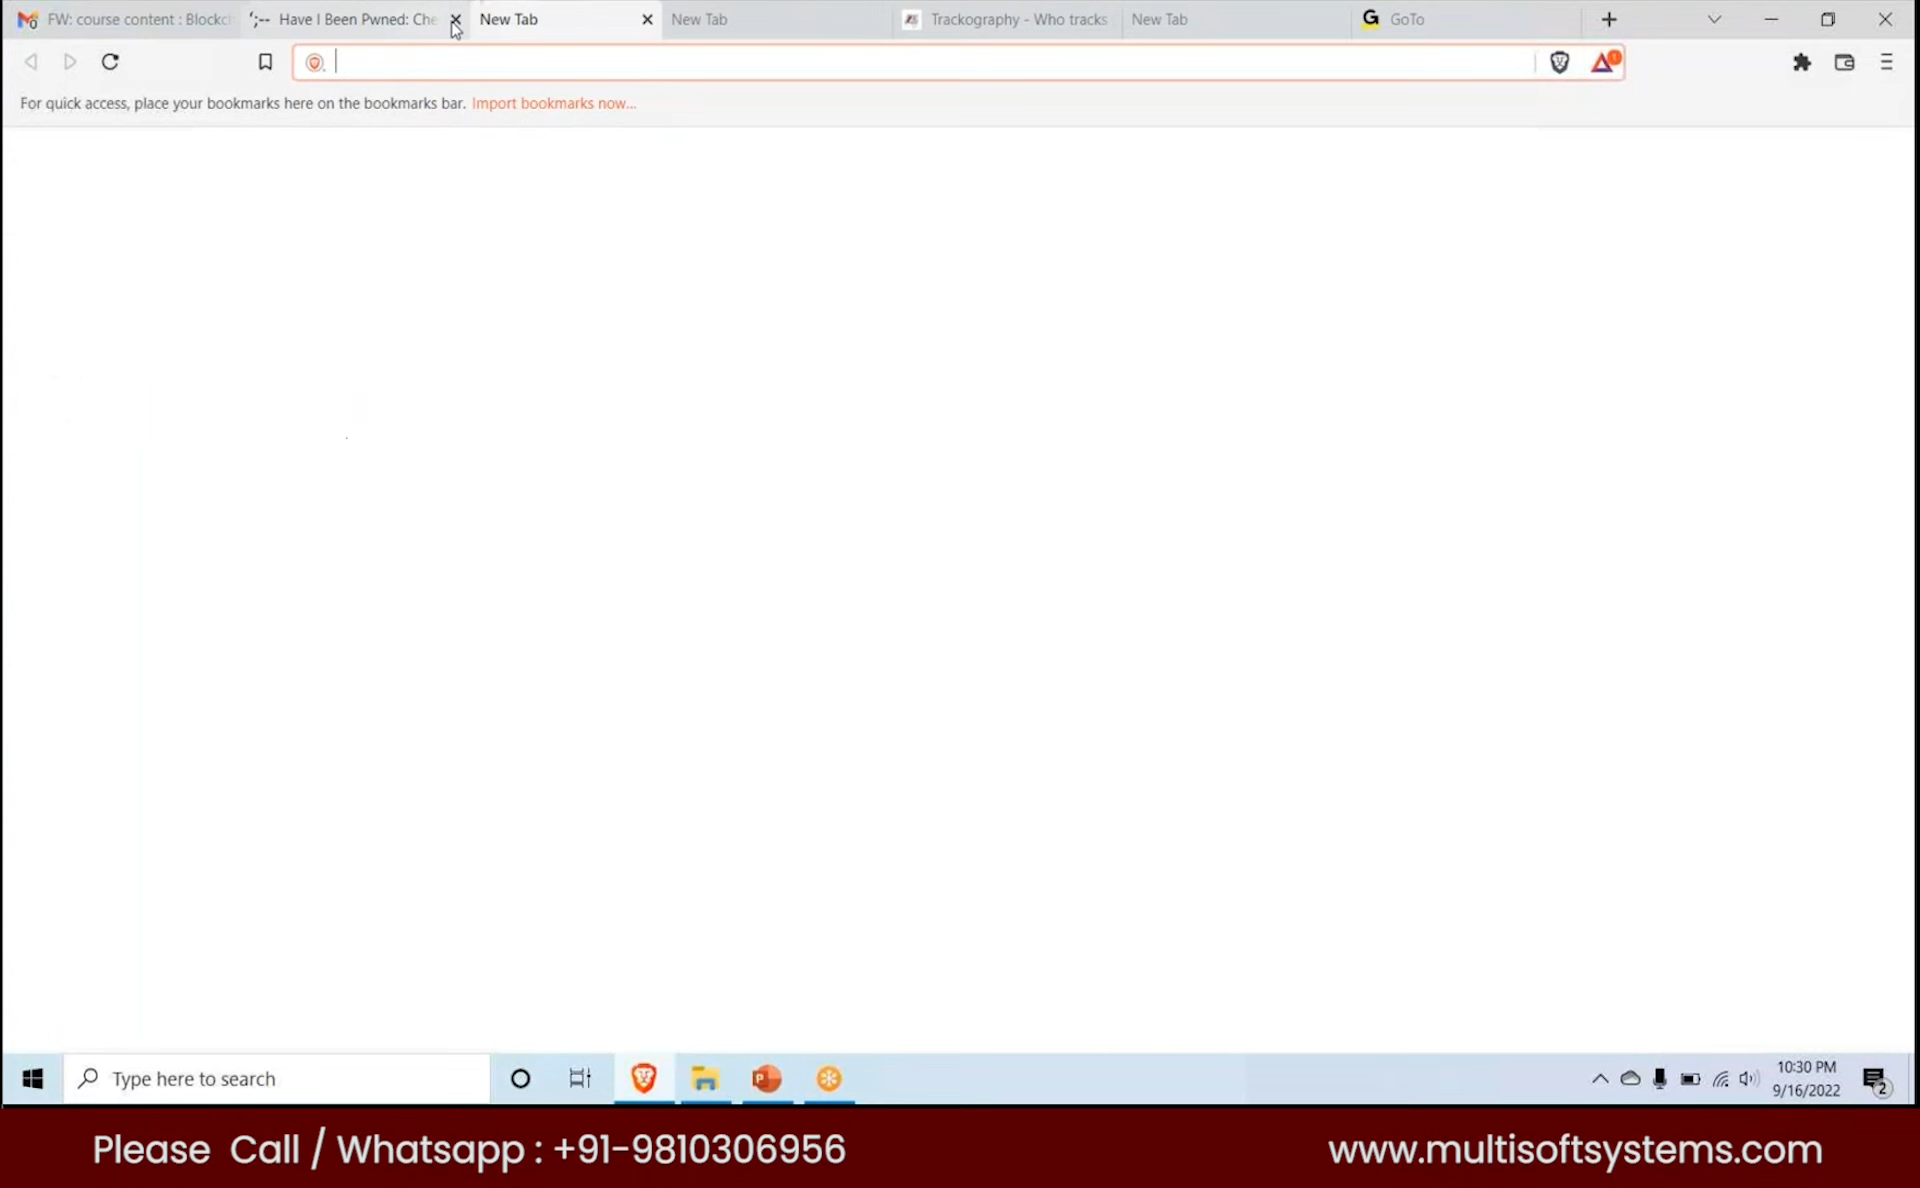 FW: course content : Blockcl
Have I Been Pwned: Che
New Tab
New Tab
Trackography - Who tracks
New Tab
GoTo
For quick access, place your bookmarks here on the bookmarks bar. Import bookmarks now...
Type here to search
10:30 PM
9/16/2022
2
Please Call / Whatsapp : +91-9810306956
www.multisoftsystems.com